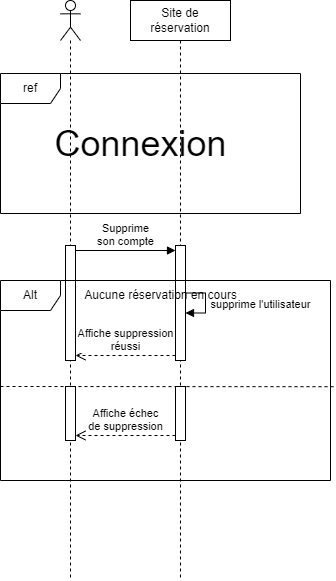 Site de
réservation
ref
Connexion
Supprime
son compte
Alt
Aucune réservation en cours
supprime l'utilisateur
Affiche suppression
réussi
Affiche échec
de suppression